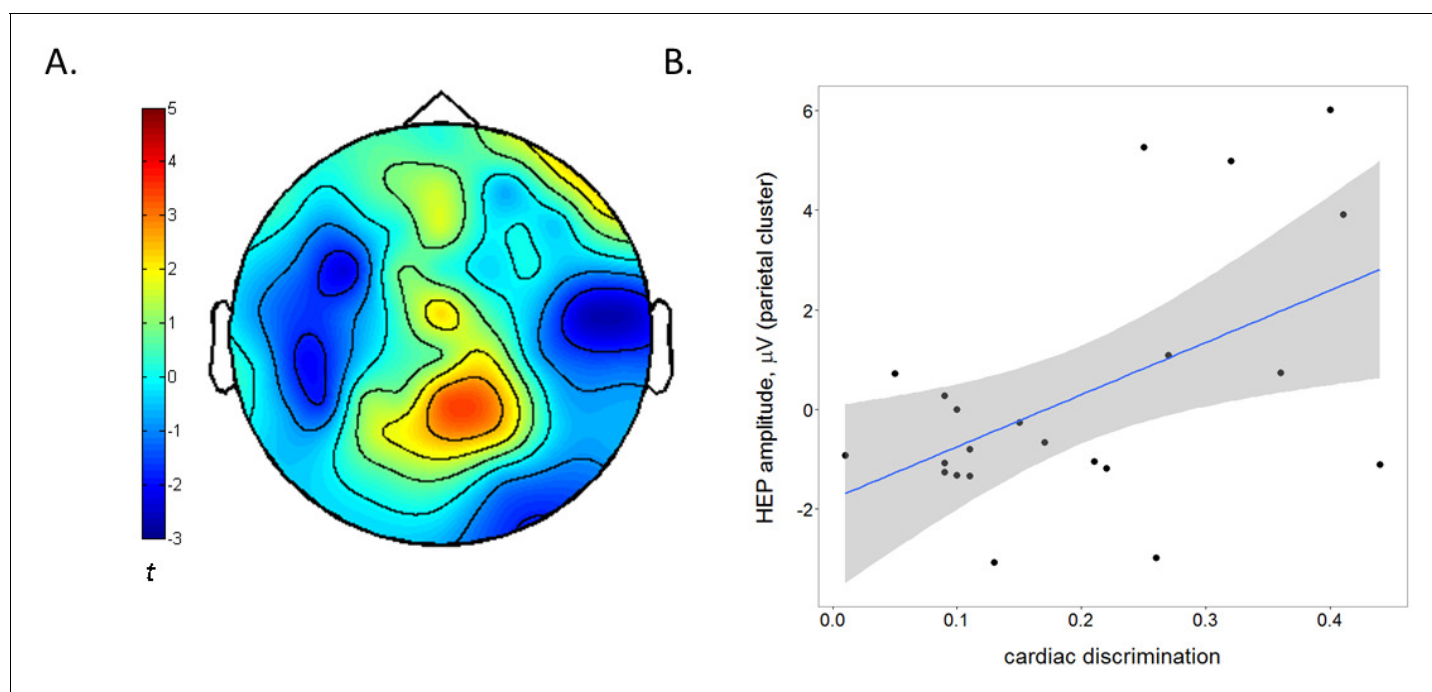 A.
5
4
3
2
1
0
-1
-2
-3
t
B.
HEP amplitude, μV (parietal cluster)
6
4
2
0
-2
0.0 0.1 0.2 0.3 0.4
cardiac discrimination